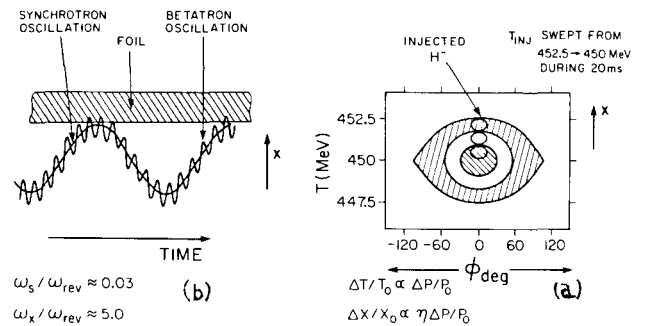 SYNCHROTRON
OSCILLATION
BETATRON
OSCILLATION
FOIL
x
TIME
ωs/ωrev ≈ 0.03
(b)
ωx/ωrev ≈ 5.0
INJECTED
H⁻
TINJ SWEPT FROM
452.5→450 MeV
DURING 20ms
x
T (MeV)
452.5
450
447.5
-120 -60 0 60 120
ϕdeg
(a)
ΔT/T₀ ∝ ΔP/P₀
ΔX/X₀ ∝ η ΔP/P₀